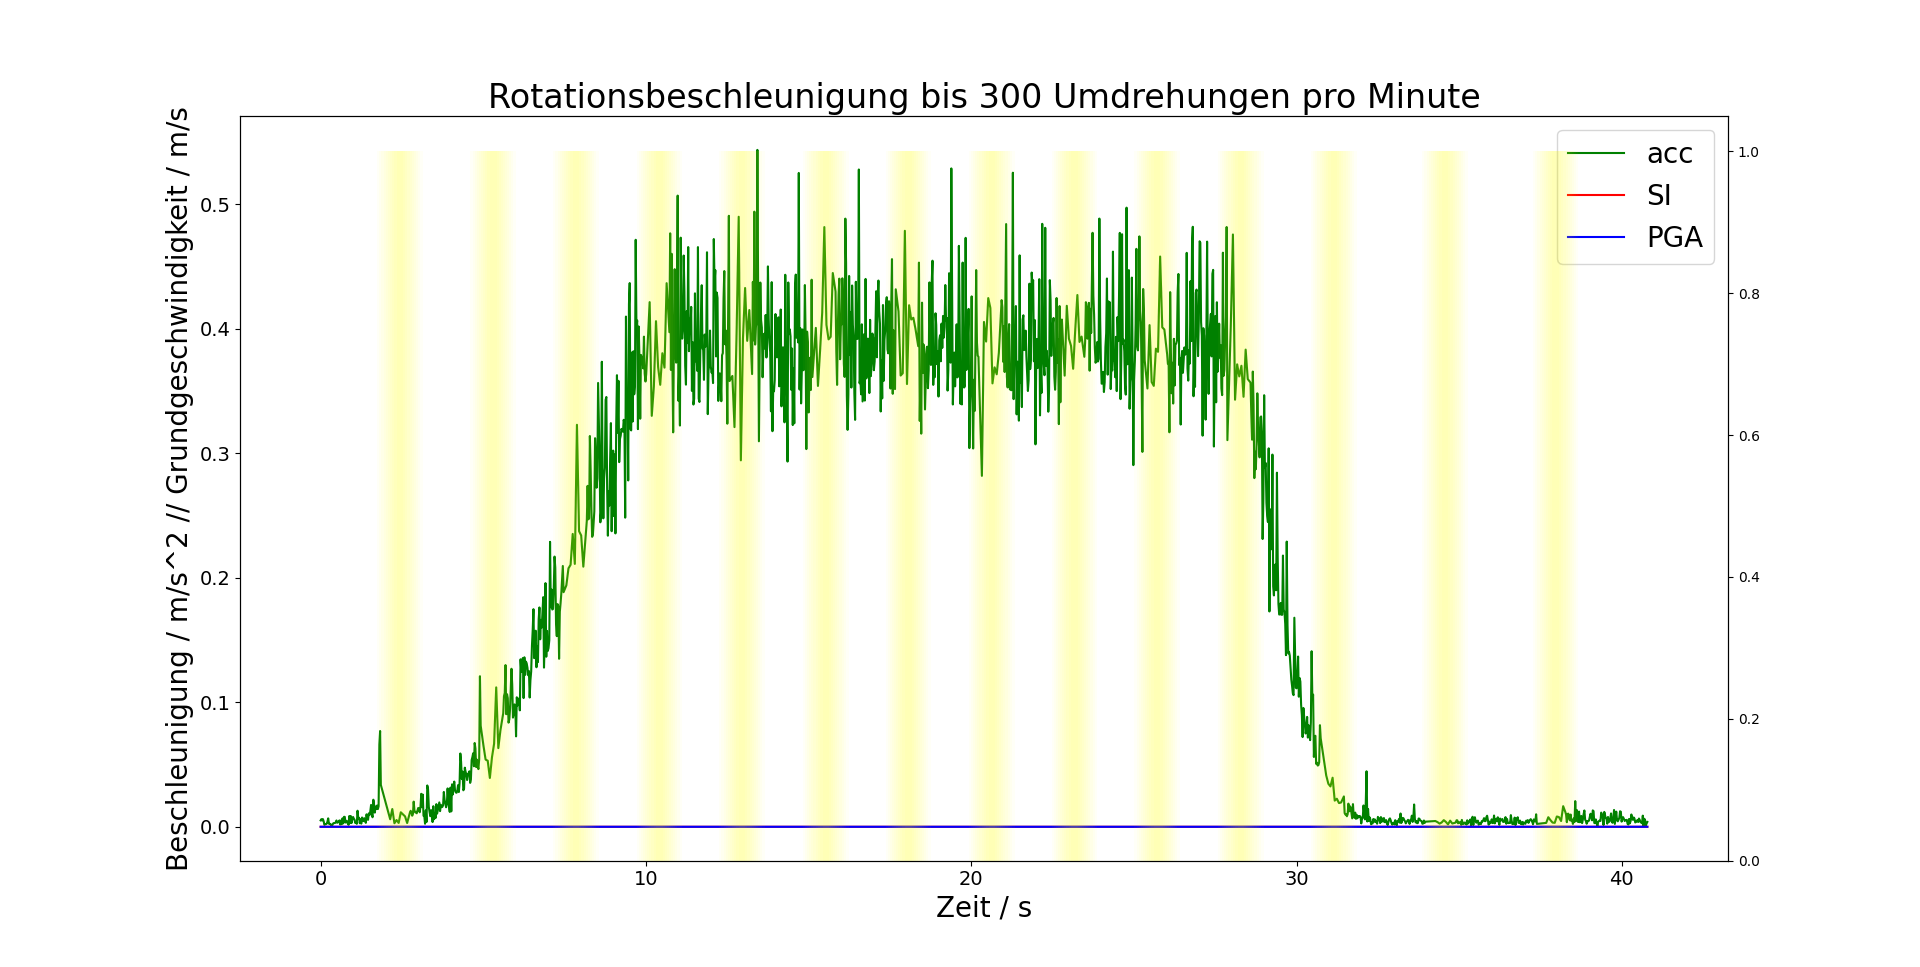 Rotationsbeschleunigung bis 300 Umdrehungen pro Minute
Beschleunigung / m/s^2 // Grundgeschwindigkeit / m/s
0.5
0.4
0.3
0.2
0.1
0.0
acc
SI
PGA
1.0
0.8
0.6
0.4
0.2
0.0
0 10 20 30 40
Zeit / s